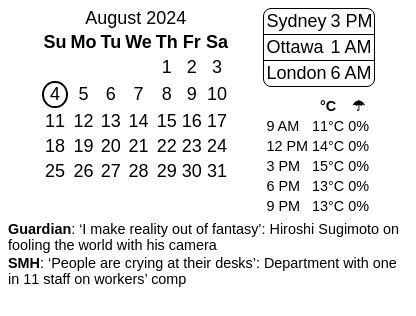 August 2024
Su Mo Tu We Th Fr Sa
1 2 3
4 5 6 7 8 9 10
11 12 13 14 15 16 17
18 19 20 21 22 23 24
25 26 27 28 29 30 31
Sydney 3 PM
Ottawa 1 AM
London 6 AM
°C ☂
9 AM 11°C 0%
12 PM 14°C 0%
3 PM 15°C 0%
6 PM 13°C 0%
9 PM 13°C 0%
Guardian: ‘I make reality out of fantasy’: Hiroshi Sugimoto on
fooling the world with his camera
SMH: ‘People are crying at their desks’: Department with one
in 11 staff on workers’ comp